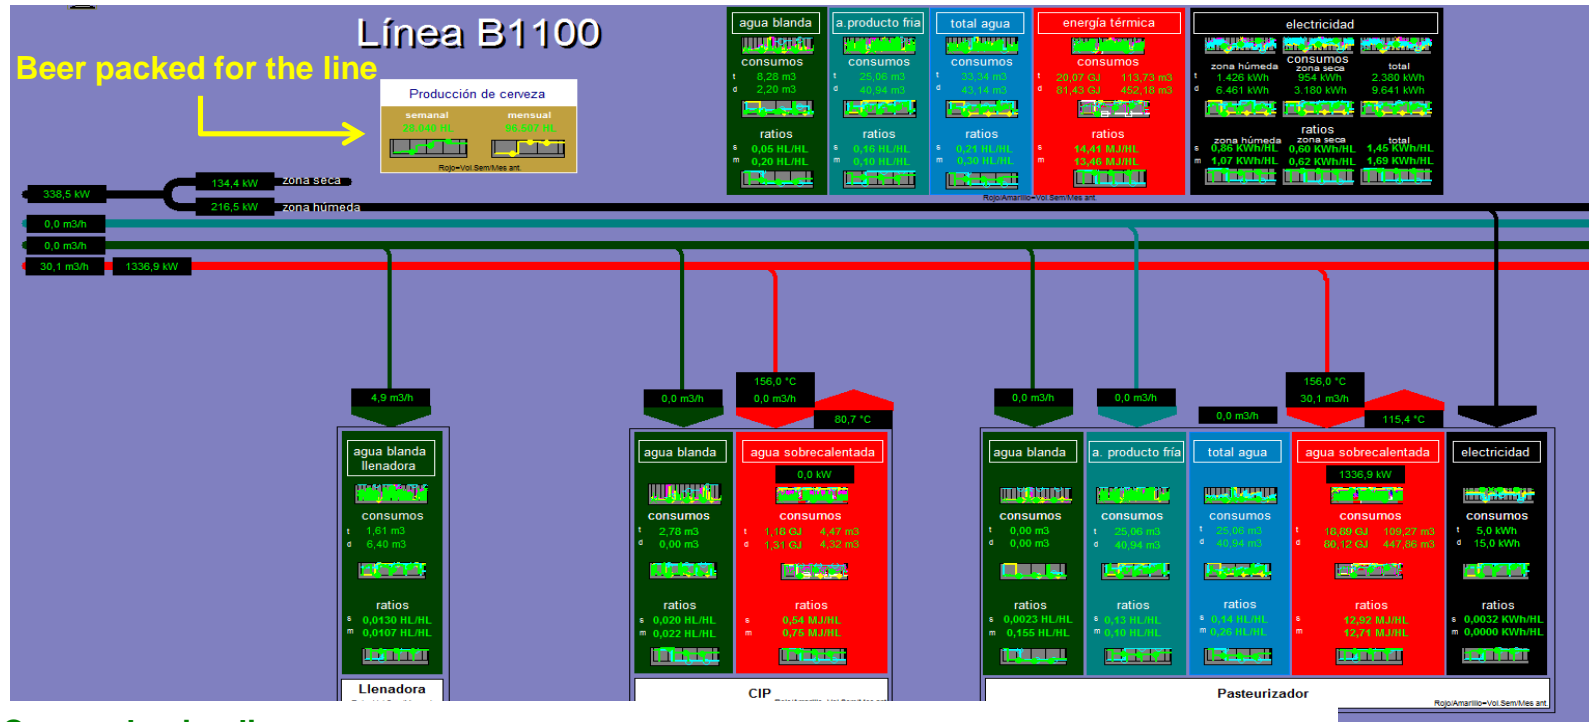 Línea B1100
Beer packed for the line
Producción de cerveza
semanal mensual
Rojo=Vol.Sem/Mes ant.
agua blanda
consumos
t 8,28 m3
d 2,20 m3
ratios
s 0,05 HL/HL
m 0,20 HL/HL
a.producto fria
consumos
t 25,06 m3
d 40,94 m3
ratios
s 0,16 HL/HL
m 0,10 HL/HL
total agua
consumos
t 33,34 m3
d 43,14 m3
ratios
s 0,21 HL/HL
m 0,30 HL/HL
energía térmica
consumos
t 20,07 GJ 113,73 m3
d 81,43 GJ 452,18 m3
ratios
s 14,41 MJ/HL
m 13,46 MJ/HL
electricidad
consumos
zona húmeda zona seca total
t 1.426 kWh 954 kWh 2.380 kWh
d 6.461 kWh 3.180 kWh 9.641 kWh
ratios
zona húmeda zona seca total
s 0,86 KWh/HL 0,60 KWh/HL 1,45 KWh/HL
m 1,07 KWh/HL 0,62 KWh/HL 1,69 KWh/HL
Rojo/Amarillo=Vol.Sem/Mes ant.
338,5 kW
134,4 kW zona seca
216,5 kW zona húmeda
0,0 m3/h
0,0 m3/h
30,1 m3/h 1336,9 kW
4,9 m3/h
agua blanda
llenadora
consumos
t 1,61 m3
d 6,40 m3
ratios
s 0,0130 HL/HL
m 0,0107 HL/HL
Llenadora
0,0 m3/h
156,0 °C
0,0 m3/h
80,7 °C
agua blanda
consumos
t 2,78 m3
d 0,00 m3
ratios
s 0,020 HL/HL
m 0,022 HL/HL
agua sobrecalentada
0,0 kW
consumos
t 1,18 GJ 4,47 m3
d 1,31 GJ 4,32 m3
ratios
s 0,54 MJ/HL
m 0,75 MJ/HL
CIP
0,0 m3/h
0,0 m3/h
0,0 m3/h
156,0 °C
30,1 m3/h
115,4 °C
agua blanda
consumos
t 0,00 m3
d 0,00 m3
ratios
s 0,0023 HL/HL
m 0,155 HL/HL
a. producto fría
consumos
t 25,06 m3
d 40,94 m3
ratios
s 0,13 HL/HL
m 0,10 HL/HL
total agua
consumos
t 25,06 m3
d 40,94 m3
ratios
s 0,14 HL/HL
m 0,26 HL/HL
agua sobrecalentada
1336,9 kW
consumos
t 18,89 GJ 109,27 m3
d 80,12 GJ 447,86 m3
ratios
s 12,92 MJ/HL
m 12,71 MJ/HL
electricidad
consumos
t 5,0 kWh
d 15,0 kWh
ratios
s 0,0032 KWh/HL
m 0,0000 KWh/HL
Pasteurizador
Rojo/Amarillo=Vol Sem/Mes ant.